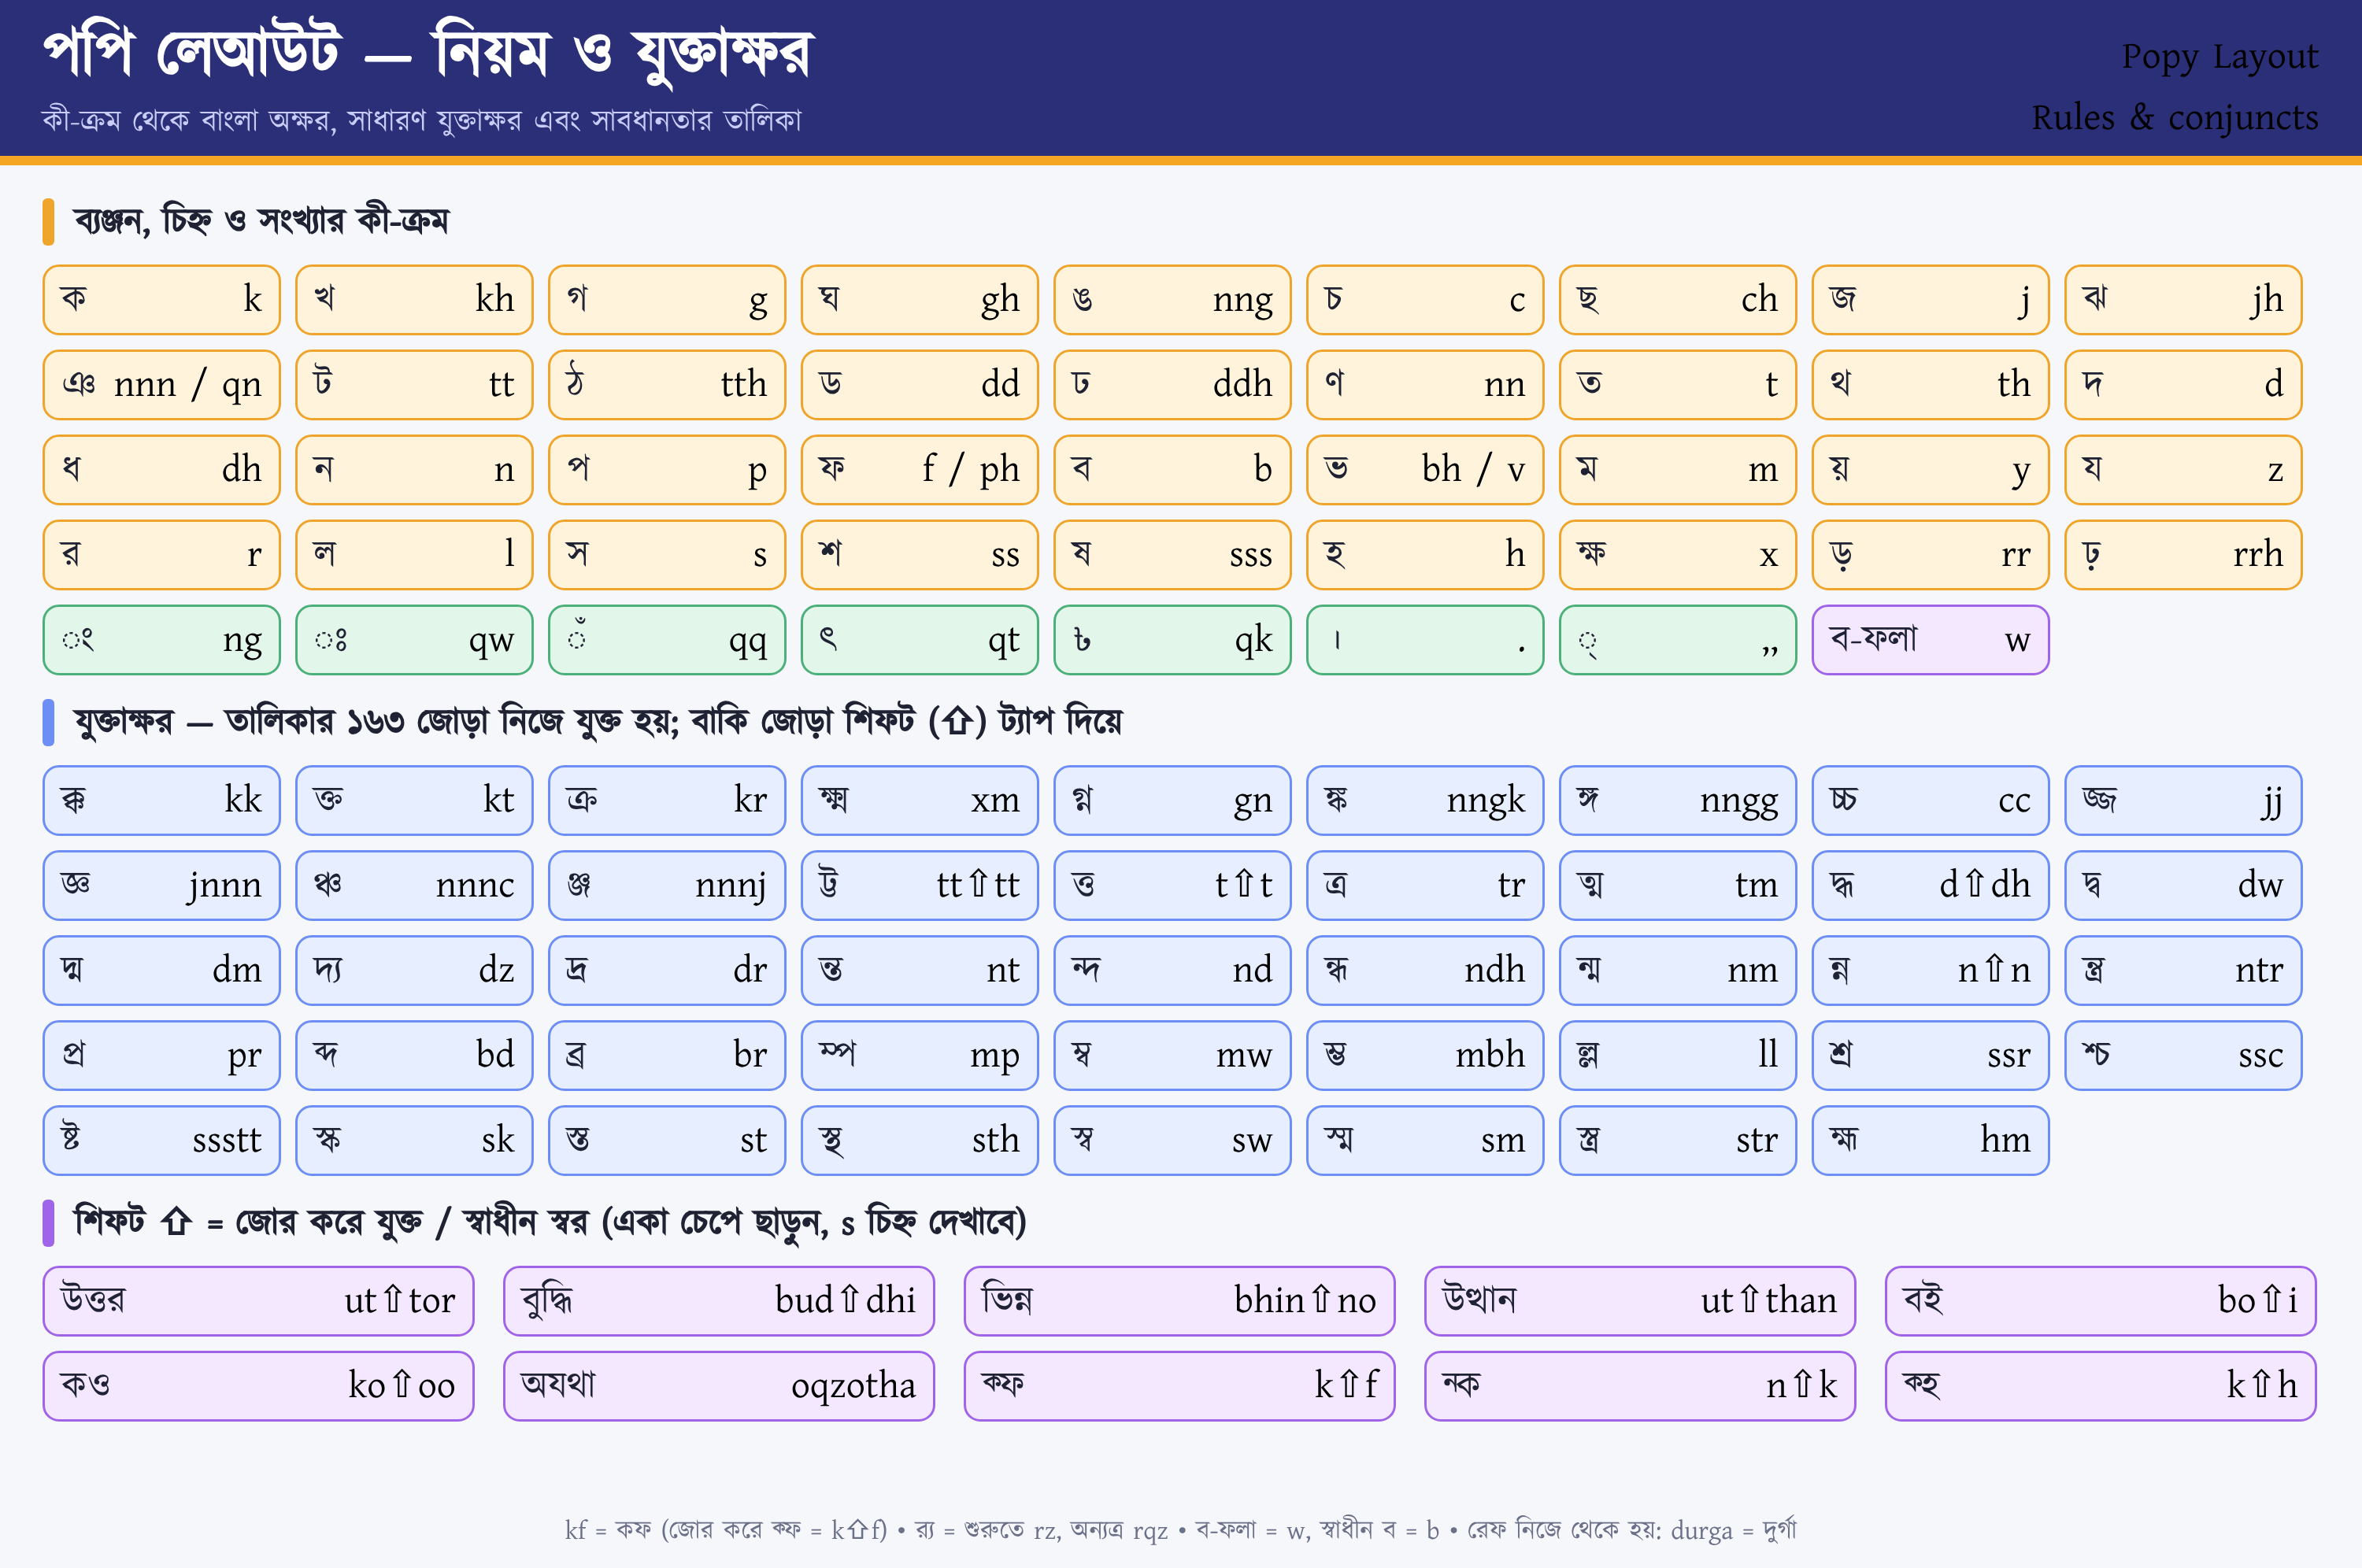 পপি লেআউট — নিয়ম ও যুক্তাক্ষর
কী-ক্রম থেকে বাংলা অক্ষর, সাধারণ যুক্তাক্ষর এবং সাবধানতার তালিকা
Popy Layout
Rules & conjuncts
ব্যঞ্জন, চিহ্ন ও সংখ্যার কী-ক্রম
ক k খ kh গ g ঘ gh ঙ nng চ c ছ ch জ j ঝ jh
ঞ nnn / qn ট tt ঠ tth ড dd ঢ ddh ণ nn ত t থ th দ d
ধ dh ন n প p ফ f / ph ব b ভ bh / v ম m য় y য z
র r ল l স s শ ss ষ sss হ h ক্ষ x ড় rr ঢ় rrh
ং ng ঃ qw ঁ qq ৎ qt ৳ qk । . ্ ,, ব-ফলা w
যুক্তাক্ষর — তালিকার ১৬৩ জোড়া নিজে যুক্ত হয়; বাকি জোড়া শিফট (⇧) ট্যাপ দিয়ে
ক্ক kk ক্ত kt ক্র kr ক্ষ্ম xm গ্ন gn ঙ্ক nngk ঙ্গ nngg চ্চ cc জ্জ jj
জ্ঞ jnnn ঞ্চ nnnc ঞ্জ nnnj ট্ট tt⇧tt ত্ত t⇧t ত্র tr ত্ম tm দ্ধ d⇧dh দ্ব dw
দ্ম dm দ্য dz দ্র dr ন্ত nt ন্দ nd ন্ধ ndh ন্ম nm ন্ন n⇧n ন্ত্র ntr
প্র pr ব্দ bd ব্র br ম্প mp ম্ব mw ম্ভ mbh ল্ল ll শ্র ssr শ্চ ssc
ষ্ট ssstt স্ক sk স্ত st স্থ sth স্ব sw স্ম sm স্ত্র str হ্ম hm
শিফট ⇧ = জোর করে যুক্ত / স্বাধীন স্বর (একা চেপে ছাড়ুন, s চিহ্ন দেখাবে)
উত্তর ut⇧tor বুদ্ধি bud⇧dhi ভিন্ন bhin⇧no উত্থান ut⇧than বই bo⇧i
কও ko⇧oo অযথা oqzotha ক্ফ k⇧f ন্ক n⇧k ক্হ k⇧h
kf = কফ (জোর করে ক্ফ = k⇧f) • র‍্য = শুরুতে rz, অন্যত্র rqz • ব-ফলা = w, স্বাধীন ব = b • রেফ নিজে থেকে হয়: durga = দুর্গা